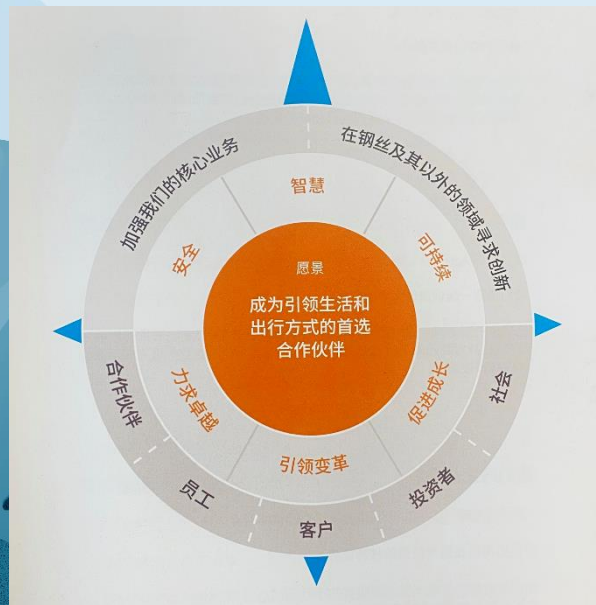 加强我们的核心业务
在钢丝及其以外的领域寻求创新
智慧
安全
可持续
愿景
成为引领生活和
出行方式的首选
合作伙伴
力求卓越
促进成长
引领变革
合作伙伴
员工
客户
投资者
社会